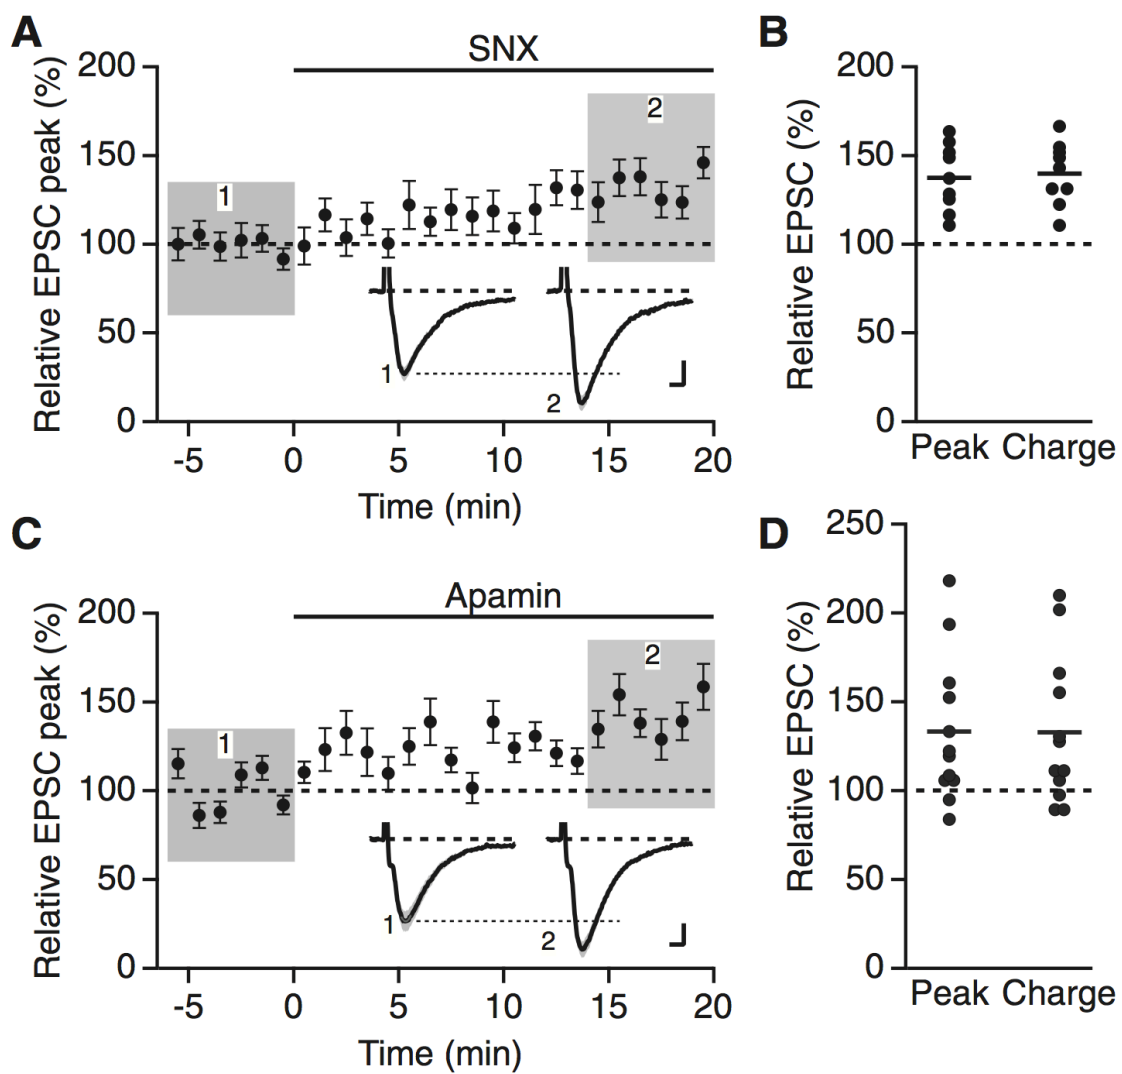 A
SNX
Relative EPSC peak (%)
200
150
100
50
0
1
2
1
2
-5 0 5 10 15 20
Time (min)
B
Relative EPSC (%)
200
150
100
50
0
Peak Charge
C
Apamin
Relative EPSC peak (%)
200
150
100
50
0
1
2
1
2
-5 0 5 10 15 20
Time (min)
D
Relative EPSC (%)
250
200
150
100
50
0
Peak Charge